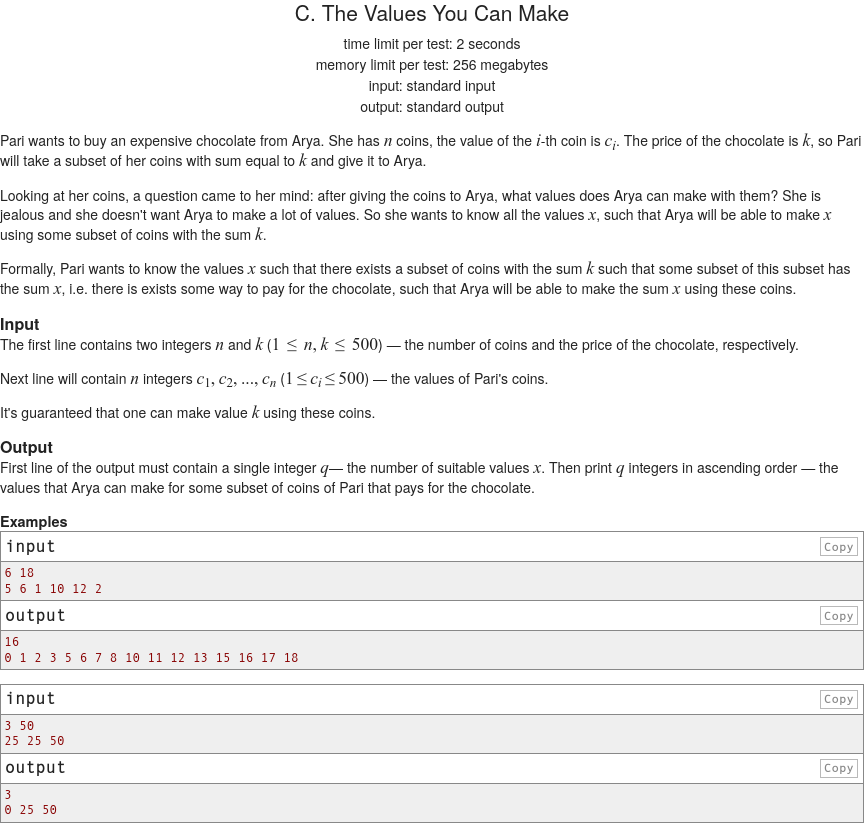 C. The Values You Can Make
time limit per test: 2 seconds
memory limit per test: 256 megabytes
input: standard input
output: standard output
Pari wants to buy an expensive chocolate from Arya. She has n coins, the value of the i-th coin is c_i. The price of the chocolate is k, so Pari
will take a subset of her coins with sum equal to k and give it to Arya.
Looking at her coins, a question came to her mind: after giving the coins to Arya, what values does Arya can make with them? She is
jealous and she doesn't want Arya to make a lot of values. So she wants to know all the values x, such that Arya will be able to make x
using some subset of coins with the sum k.
Formally, Pari wants to know the values x such that there exists a subset of coins with the sum k such that some subset of this subset has
the sum x, i.e. there is exists some way to pay for the chocolate, such that Arya will be able to make the sum x using these coins.
Input
The first line contains two integers n and k (1 ≤ n, k ≤ 500) — the number of coins and the price of the chocolate, respectively.
Next line will contain n integers c_1, c_2, ..., c_n (1 ≤ c_i ≤ 500) — the values of Pari's coins.
It's guaranteed that one can make value k using these coins.
Output
First line of the output must contain a single integer q— the number of suitable values x. Then print q integers in ascending order — the
values that Arya can make for some subset of coins of Pari that pays for the chocolate.
Examples
input Copy
6 18
5 6 1 10 12 2
output Copy
16
0 1 2 3 5 6 7 8 10 11 12 13 15 16 17 18
input Copy
3 50
25 25 50
output Copy
3
0 25 50